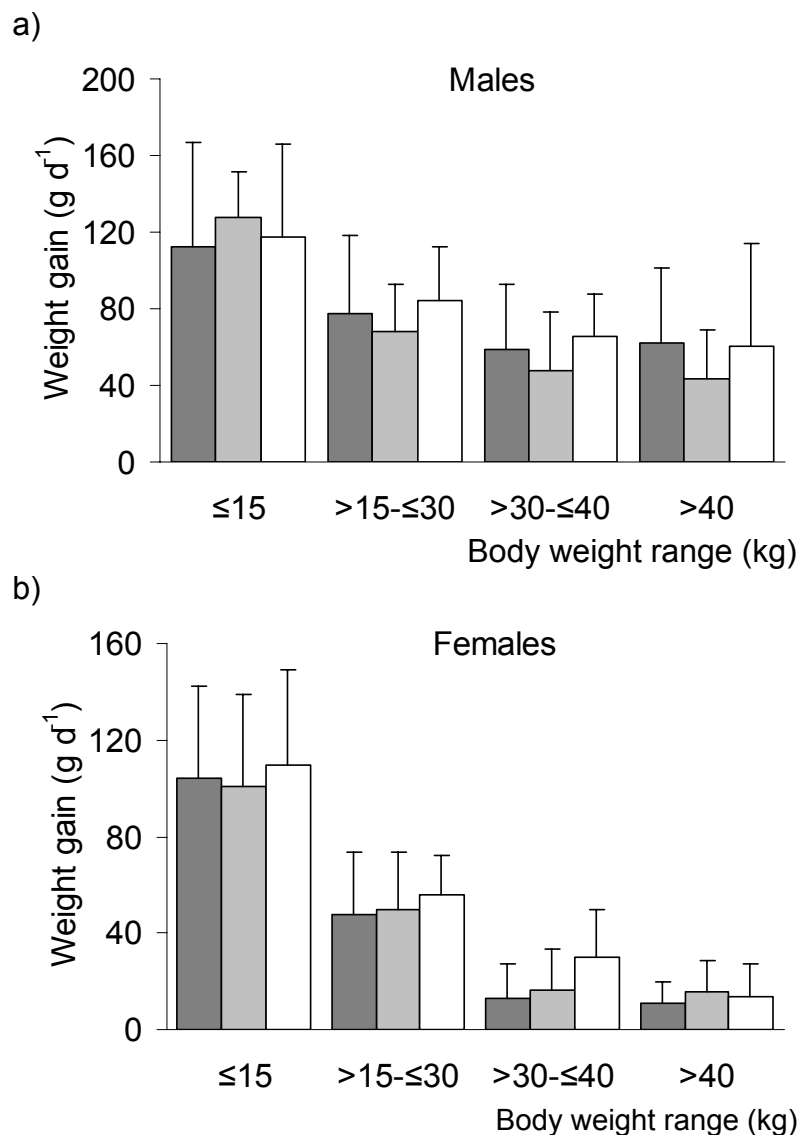 a)
Males
Weight gain (g d-1)
200
160
120
80
40
0
≤15 >15-≤30 >30-≤40 >40
Body weight range (kg)
b)
Females
Weight gain (g d-1)
160
120
80
40
0
≤15 >15-≤30 >30-≤40 >40
Body weight range (kg)